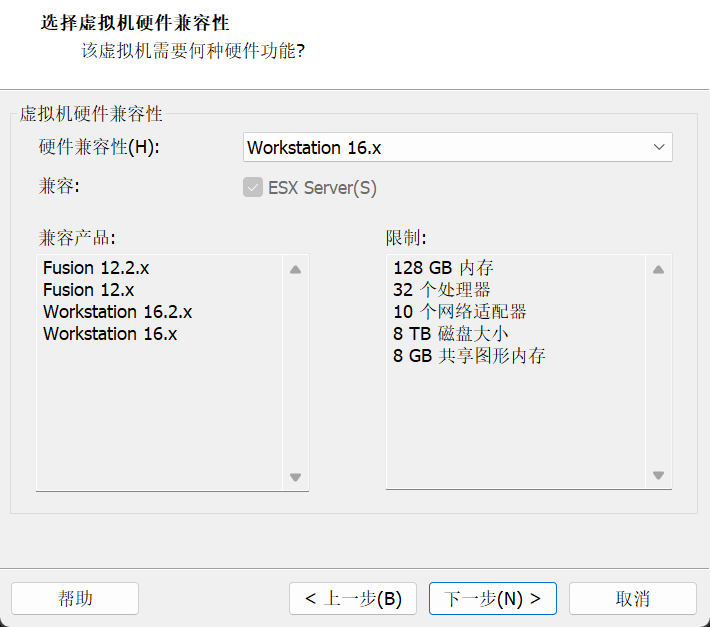 选择虚拟机硬件兼容性
该虚拟机需要何种硬件功能?
虚拟机硬件兼容性
硬件兼容性(H):
Workstation 16.x
兼容:
ESX Server(S)
兼容产品:
Fusion 12.2.x
Fusion 12.x
Workstation 16.2.x
Workstation 16.x
限制:
128 GB 内存
32 个处理器
10 个网络适配器
8 TB 磁盘大小
8 GB 共享图形内存
帮助
< 上一步(B)
下一步(N) >
取消